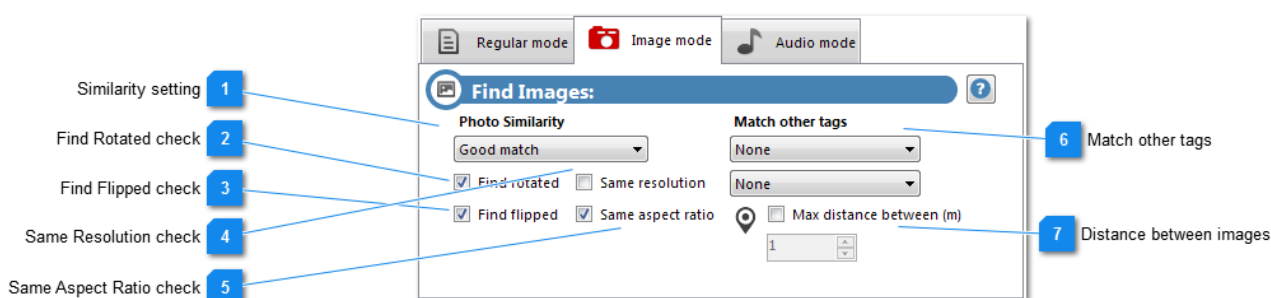 Regular mode
Image mode
Audio mode
Similarity setting 1
Find Images:
?
Photo Similarity
Match other tags
Find Rotated check 2
Good match
None
6 Match other tags
Find Flipped check 3
Find rotated
Same resolution
None
Same Resolution check 4
Find flipped
Same aspect ratio
Max distance between (m)
7 Distance between images
1
Same Aspect Ratio check 5